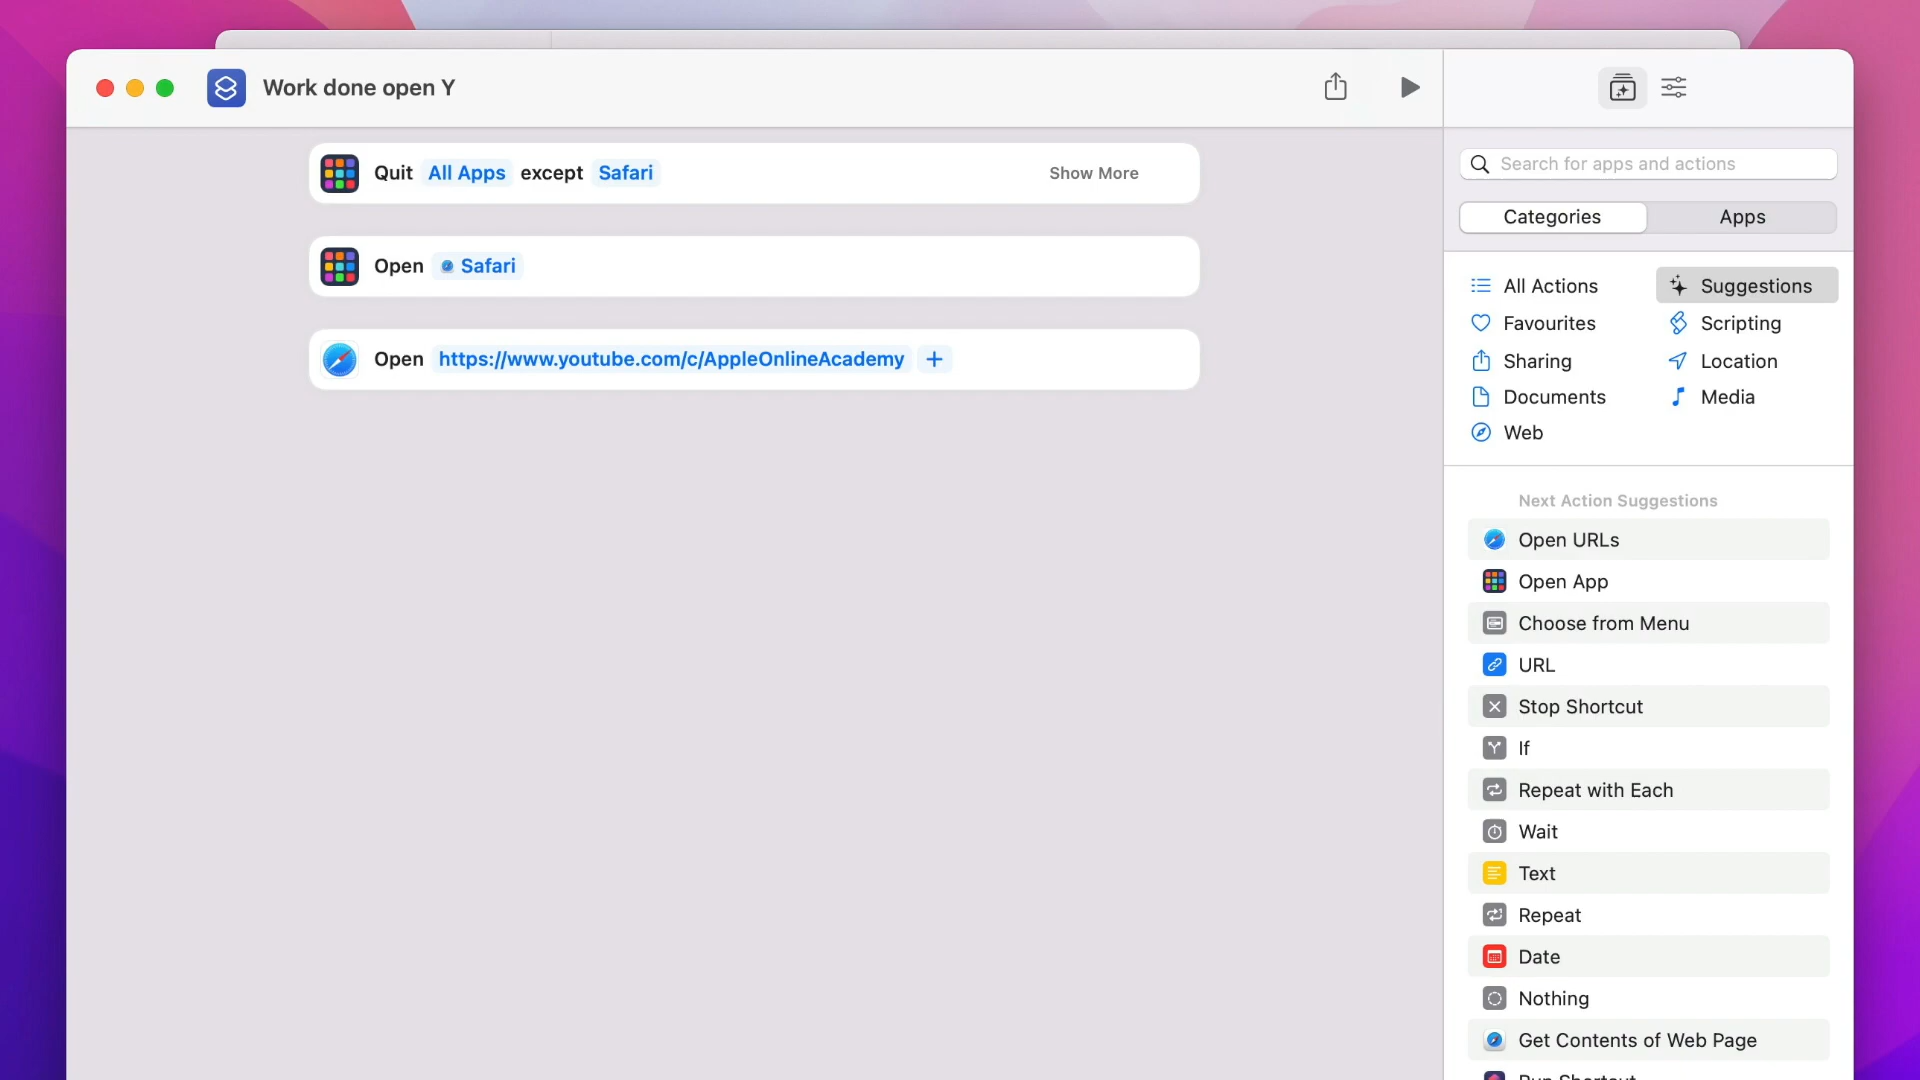 Work done open Y
Quit All Apps except Safari
Show More
Open Safari
Open https://www.youtube.com/c/AppleOnlineAcademy +
Search for apps and actions
Categories
Apps
All Actions
Suggestions
Favourites
Scripting
Sharing
Location
Documents
Media
Web
Next Action Suggestions
Open URLs
Open App
Choose from Menu
URL
Stop Shortcut
If
Repeat with Each
Wait
Text
Repeat
Date
Nothing
Get Contents of Web Page
Run Shortcut